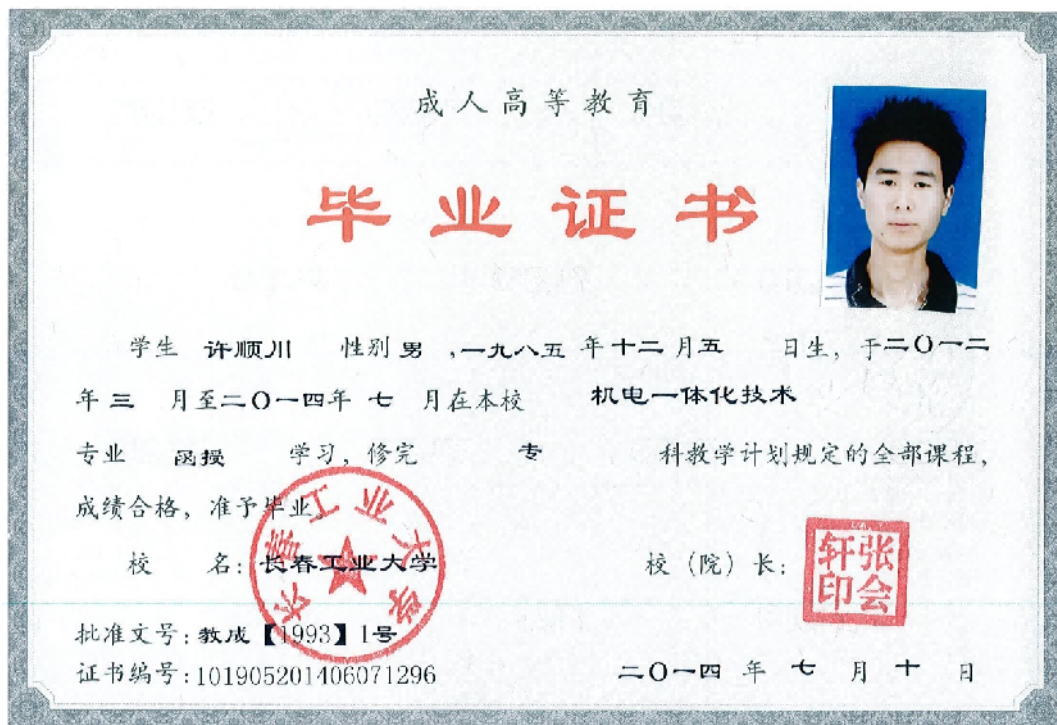 成人高等教育
毕业证书
学生 许顺川 性别 男 ,一九八五 年 十二 月 五 日生, 于二〇一二
年 三 月至二〇一四年 七 月在本校 机电一体化技术
专业 函授 学习, 修完 专 科教学计划规定的全部课程,
成绩合格, 准予毕业。
校 名: 长春工业大学 校 (院) 长: 张会轩印
长春工业大学
批准文号: 教成【1993】1号
证书编号:101905201406071296 二〇一四 年 七 月 十 日